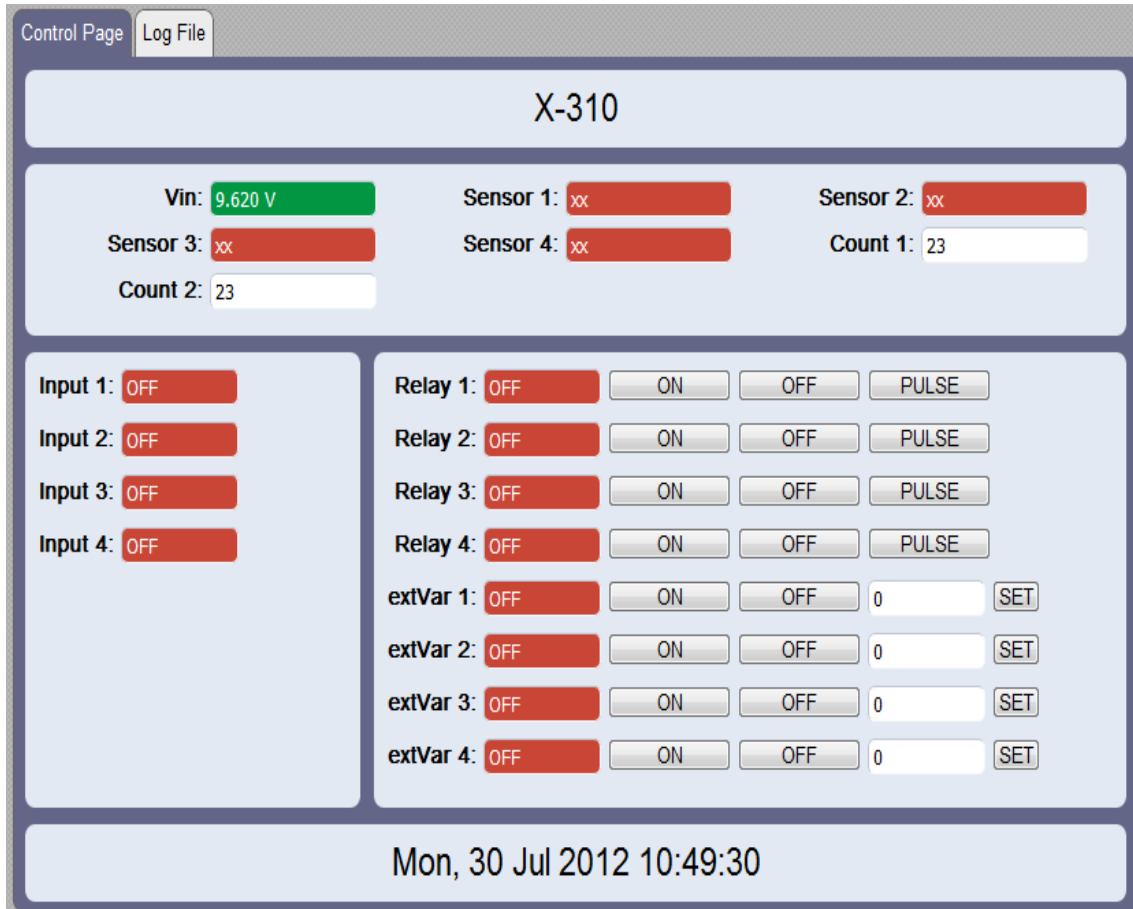 Control Page Log File
X-310
Vin: 9.620 V Sensor 1: xx Sensor 2: xx
Sensor 3: xx Sensor 4: xx Count 1: 23
Count 2: 23
Input 1: OFF
Input 2: OFF
Input 3: OFF
Input 4: OFF
Relay 1: OFF ON OFF PULSE
Relay 2: OFF ON OFF PULSE
Relay 3: OFF ON OFF PULSE
Relay 4: OFF ON OFF PULSE
extVar 1: OFF ON OFF 0 SET
extVar 2: OFF ON OFF 0 SET
extVar 3: OFF ON OFF 0 SET
extVar 4: OFF ON OFF 0 SET
Mon, 30 Jul 2012 10:49:30